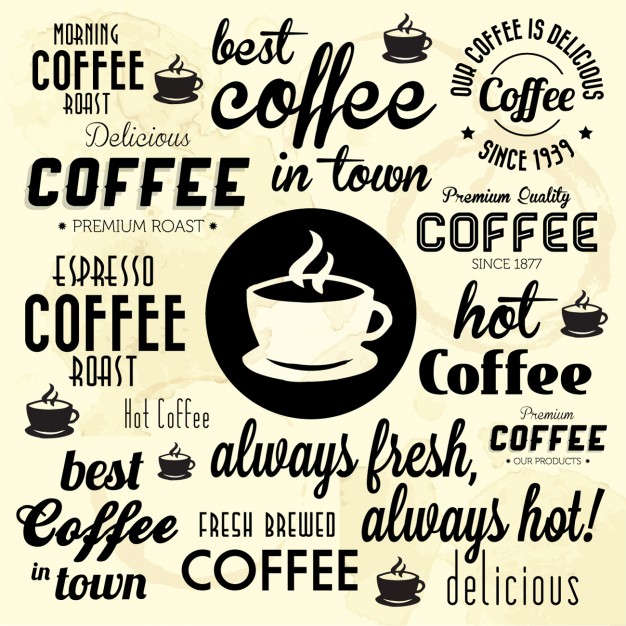 MORNING
COFFEE
ROAST
best
coffee
in town
OUR COFFEE IS DELICIOUS
Coffee
SINCE 1939
Delicious
COFFEE
PREMIUM ROAST
Premium Quality
COFFEE
SINCE 1877
ESPRESSO
COFFEE
ROAST
hot
Coffee
Hot Coffee
Premium
COFFEE
• OUR PRODUCTS •
always fresh,
always hot!
best
Coffee
in town
FRESH BREWED
COFFEE
delicious